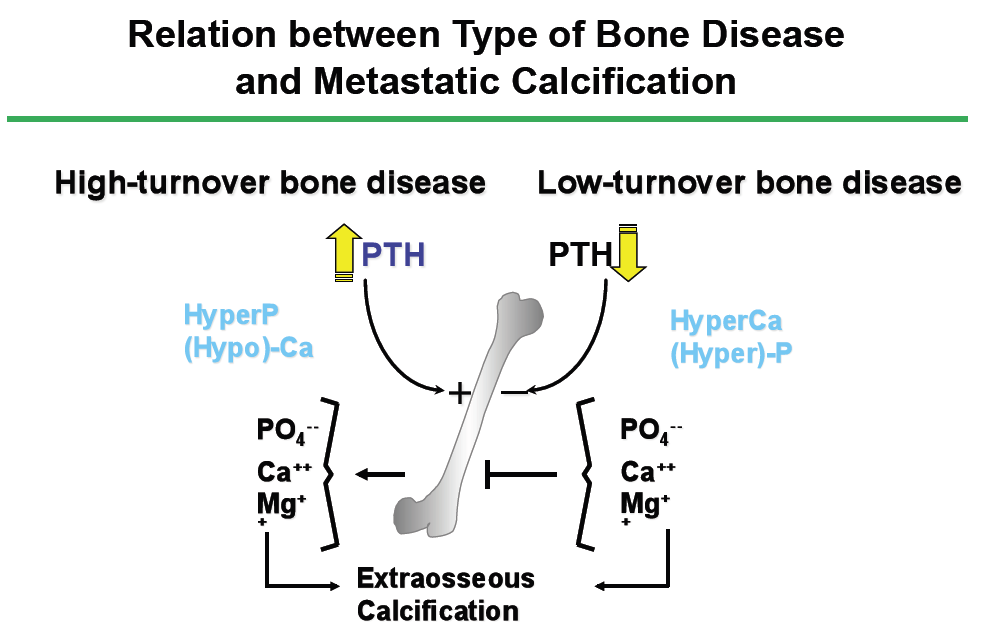 Relation between Type of Bone Disease
and Metastatic Calcification
High-turnover bone disease
Low-turnover bone disease
PTH
PTH
HyperP
(Hypo)-Ca
HyperCa
(Hyper)-P
+
−
PO₄⁻⁻
Ca⁺⁺
Mg⁺
+
PO₄⁻⁻
Ca⁺⁺
Mg⁺
+
Extraosseous
Calcification